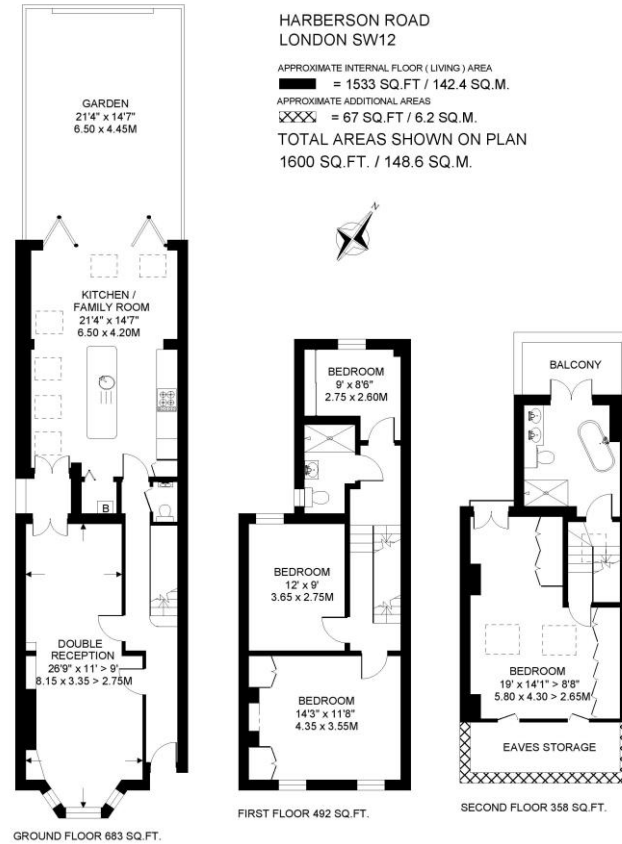 HARBERSON ROAD
LONDON SW12
APPROXIMATE INTERNAL FLOOR ( LIVING ) AREA
= 1533 SQ.FT / 142.4 SQ.M.
APPROXIMATE ADDITIONAL AREAS
= 67 SQ.FT / 6.2 SQ.M.
TOTAL AREAS SHOWN ON PLAN
1600 SQ.FT. / 148.6 SQ.M.
N
GARDEN
21'4" x 14'7"
6.50 x 4.45M
KITCHEN /
FAMILY ROOM
21'4" x 14'7"
6.50 x 4.20M
B
DOUBLE
RECEPTION
26'9" x 11' > 9'
8.15 x 3.35 > 2.75M
GROUND FLOOR 683 SQ.FT.
BEDROOM
9' x 8'6"
2.75 x 2.60M
BEDROOM
12' x 9'
3.65 x 2.75M
BEDROOM
14'3" x 11'8"
4.35 x 3.55M
FIRST FLOOR 492 SQ.FT.
BALCONY
BEDROOM
19' x 14'1" > 8'8"
5.80 x 4.30 > 2.65M
EAVES STORAGE
SECOND FLOOR 358 SQ.FT.